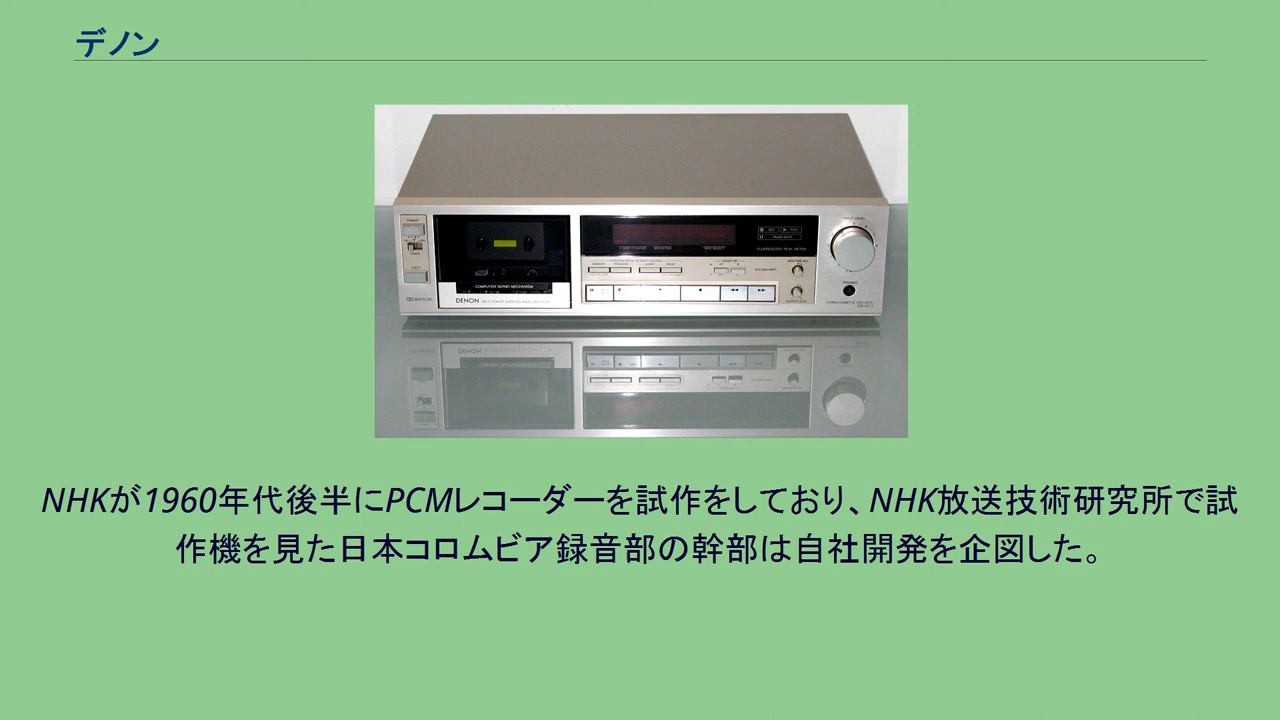 デノン
COMPUTER SERVO MECHANISM
DENON
NHKが1960年代後半にPCMレコーダーを試作をしており、NHK放送技術研究所で試
作機を見た日本コロムビア録音部の幹部は自社開発を企図した。